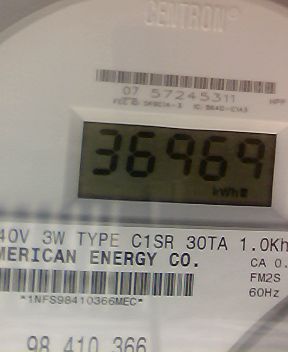 CENTRON®
07 57245311
36969
kWh
40V 3W TYPE C1SR 30TA 1.0Kh
MERICAN ENERGY CO. CA 0.
FM2S
*1NFS98410366MEC* 60Hz
98 410 366